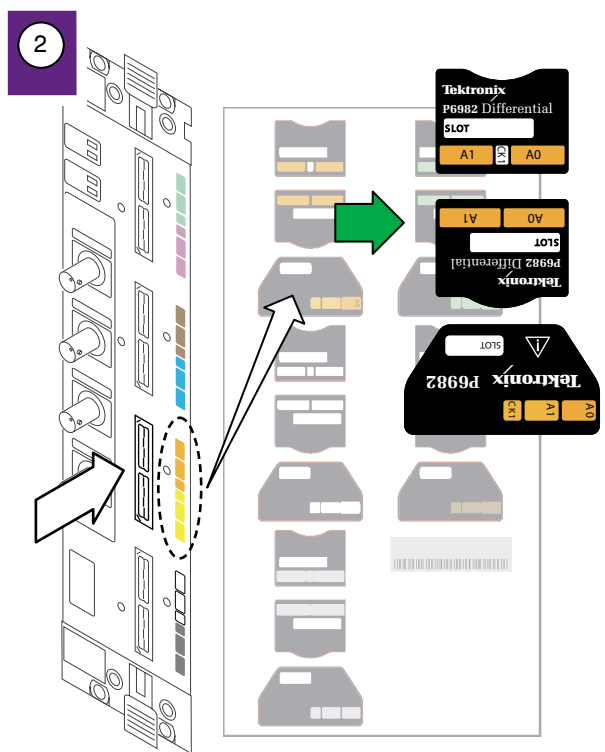 2
Tektronix
P6982 Differential
SLOT
A1 CK1 A0
A1 A0
SLOT
P6982 Differential
Tektronix
SLOT
P6982 Tektronix
CK1 A1 A0